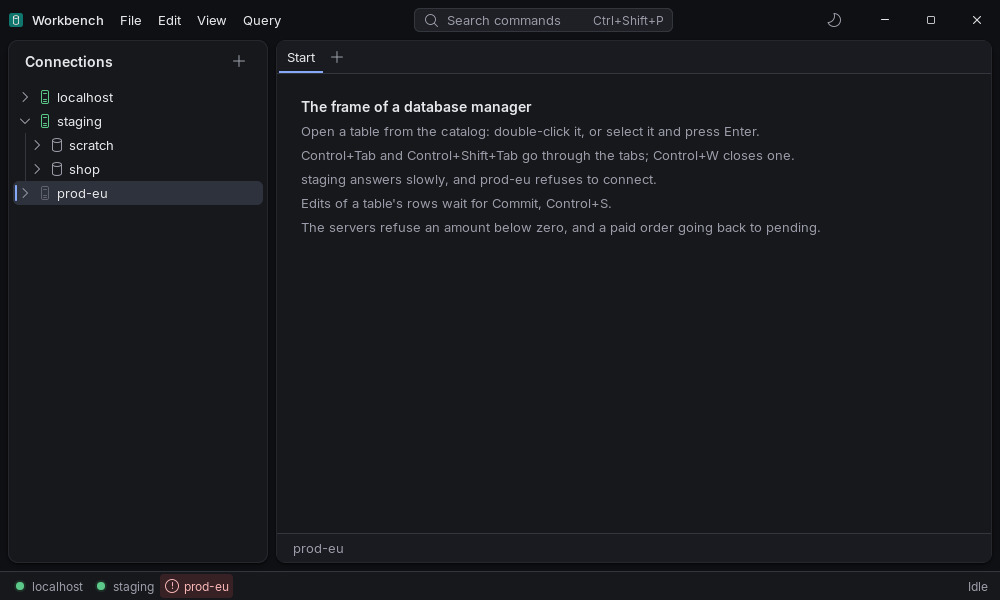 Workbench File Edit View Query Search commands Ctrl+Shift+P
Connections
localhost
staging
scratch
shop
prod-eu
Start
The frame of a database manager
Open a table from the catalog: double-click it, or select it and press Enter.
Control+Tab and Control+Shift+Tab go through the tabs; Control+W closes one.
staging answers slowly, and prod-eu refuses to connect.
Edits of a table's rows wait for Commit, Control+S.
The servers refuse an amount below zero, and a paid order going back to pending.
prod-eu
localhost staging prod-eu Idle